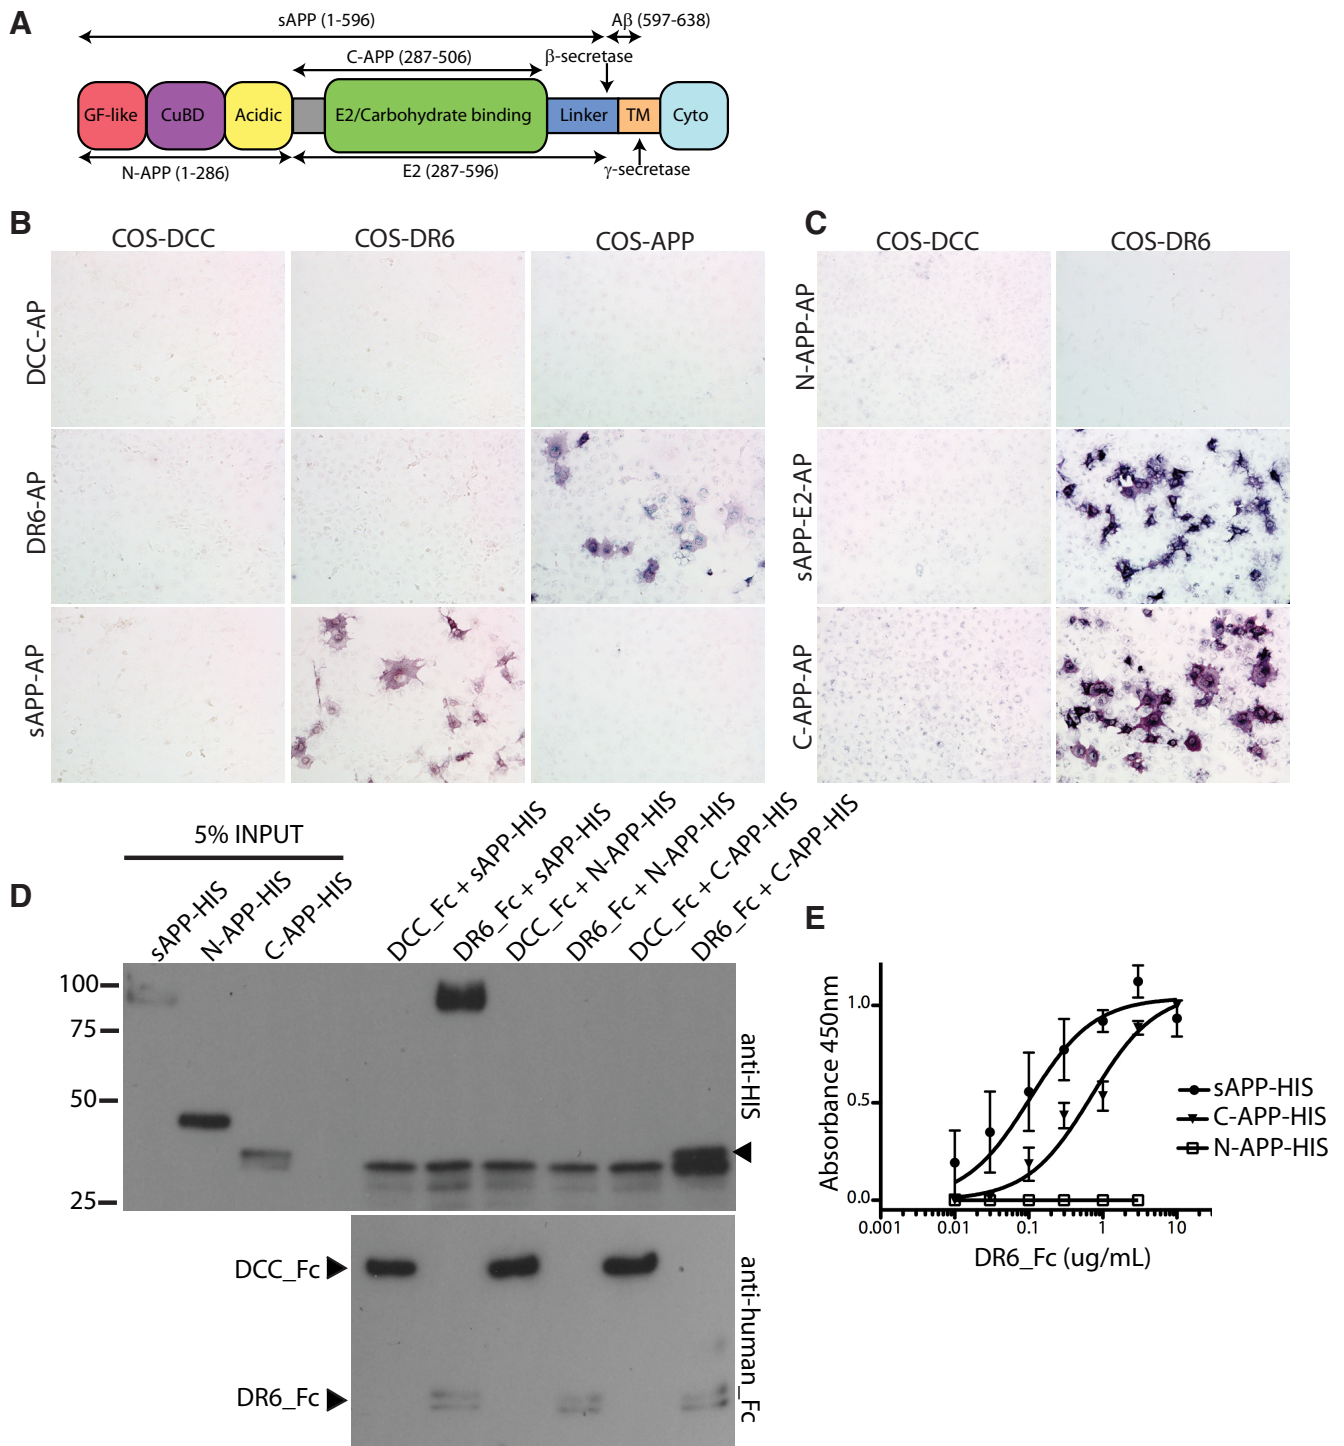 A
sAPP (1-596)
Aβ (597-638)
C-APP (287-506)
β-secretase
GF-like
CuBD
Acidic
E2/Carbohydrate binding
Linker
TM
Cyto
N-APP (1-286)
E2 (287-596)
γ-secretase
B
COS-DCC
COS-DR6
COS-APP
DCC-AP
DR6-AP
sAPP-AP
C
COS-DCC
COS-DR6
N-APP-AP
sAPP-E2-AP
C-APP-AP
D
5% INPUT
sAPP-HIS
N-APP-HIS
C-APP-HIS
DCC_Fc + sAPP-HIS
DR6_Fc + sAPP-HIS
DCC_Fc + N-APP-HIS
DR6_Fc + N-APP-HIS
DCC_Fc + C-APP-HIS
DR6_Fc + C-APP-HIS
100
75
50
25
anti-HIS
DCC_Fc
DR6_Fc
anti-human_Fc
E
Absorbance 450nm
1.0
0.5
0.0
0.001
0.01
0.1
1
10
DR6_Fc (ug/mL)
sAPP-HIS
C-APP-HIS
N-APP-HIS